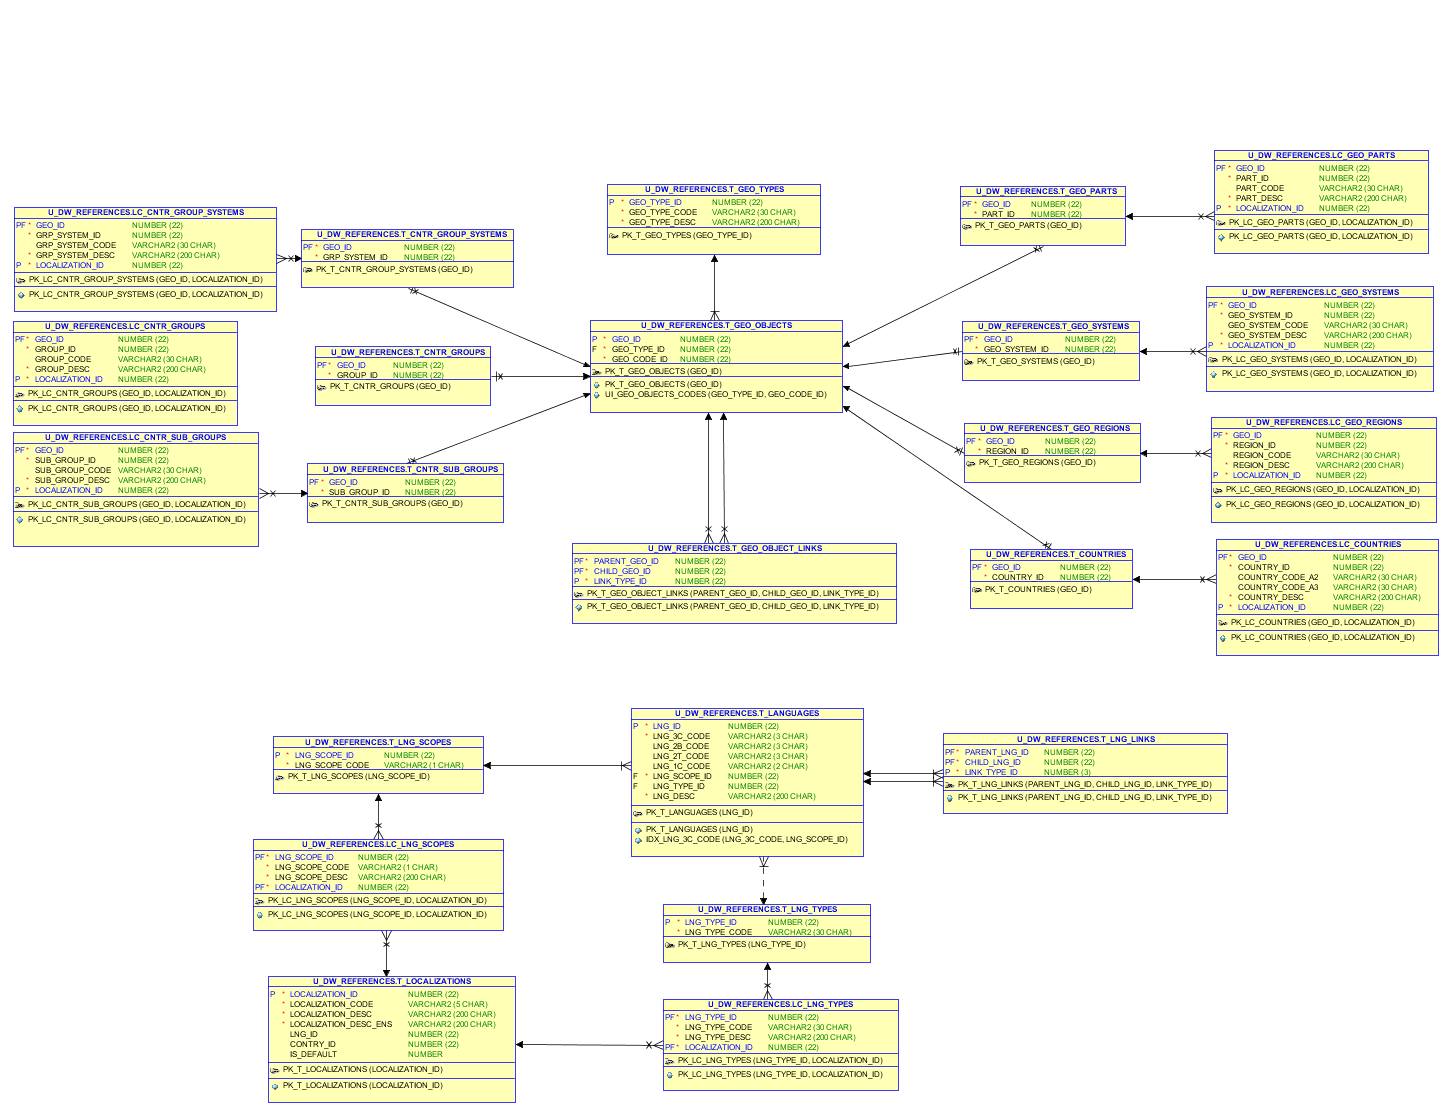 U_DW_REFERENCES.LC_CNTR_GROUP_SYSTEMS
PF * GEO_ID NUMBER (22)
* GRP_SYSTEM_ID NUMBER (22)
GRP_SYSTEM_CODE VARCHAR2 (30 CHAR)
* GRP_SYSTEM_DESC VARCHAR2 (200 CHAR)
P * LOCALIZATION_ID NUMBER (22)
PK_LC_CNTR_GROUP_SYSTEMS (GEO_ID, LOCALIZATION_ID)
PK_LC_CNTR_GROUP_SYSTEMS (GEO_ID, LOCALIZATION_ID)
U_DW_REFERENCES.T_CNTR_GROUP_SYSTEMS
PF * GEO_ID NUMBER (22)
* GRP_SYSTEM_ID NUMBER (22)
PK_T_CNTR_GROUP_SYSTEMS (GEO_ID)
U_DW_REFERENCES.T_GEO_TYPES
P * GEO_TYPE_ID NUMBER (22)
* GEO_TYPE_CODE VARCHAR2 (30 CHAR)
* GEO_TYPE_DESC VARCHAR2 (200 CHAR)
PK_T_GEO_TYPES (GEO_TYPE_ID)
U_DW_REFERENCES.T_GEO_PARTS
PF * GEO_ID NUMBER (22)
* PART_ID NUMBER (22)
PK_T_GEO_PARTS (GEO_ID)
U_DW_REFERENCES.LC_GEO_PARTS
PF * GEO_ID NUMBER (22)
* PART_ID NUMBER (22)
PART_CODE VARCHAR2 (30 CHAR)
* PART_DESC VARCHAR2 (200 CHAR)
P * LOCALIZATION_ID NUMBER (22)
PK_LC_GEO_PARTS (GEO_ID, LOCALIZATION_ID)
PK_LC_GEO_PARTS (GEO_ID, LOCALIZATION_ID)
U_DW_REFERENCES.LC_CNTR_GROUPS
PF * GEO_ID NUMBER (22)
* GROUP_ID NUMBER (22)
GROUP_CODE VARCHAR2 (30 CHAR)
* GROUP_DESC VARCHAR2 (200 CHAR)
P * LOCALIZATION_ID NUMBER (22)
PK_LC_CNTR_GROUPS (GEO_ID, LOCALIZATION_ID)
PK_LC_CNTR_GROUPS (GEO_ID, LOCALIZATION_ID)
U_DW_REFERENCES.T_CNTR_GROUPS
PF * GEO_ID NUMBER (22)
* GROUP_ID NUMBER (22)
PK_T_CNTR_GROUPS (GEO_ID)
U_DW_REFERENCES.T_GEO_OBJECTS
P * GEO_ID NUMBER (22)
F * GEO_TYPE_ID NUMBER (22)
* GEO_CODE_ID NUMBER (22)
PK_T_GEO_OBJECTS (GEO_ID)
PK_T_GEO_OBJECTS (GEO_ID)
UI_GEO_OBJECTS_CODES (GEO_TYPE_ID, GEO_CODE_ID)
U_DW_REFERENCES.T_GEO_SYSTEMS
PF * GEO_ID NUMBER (22)
* GEO_SYSTEM_ID NUMBER (22)
PK_T_GEO_SYSTEMS (GEO_ID)
U_DW_REFERENCES.LC_GEO_SYSTEMS
PF * GEO_ID NUMBER (22)
* GEO_SYSTEM_ID NUMBER (22)
GEO_SYSTEM_CODE VARCHAR2 (30 CHAR)
* GEO_SYSTEM_DESC VARCHAR2 (200 CHAR)
P * LOCALIZATION_ID NUMBER (22)
PK_LC_GEO_SYSTEMS (GEO_ID, LOCALIZATION_ID)
PK_LC_GEO_SYSTEMS (GEO_ID, LOCALIZATION_ID)
U_DW_REFERENCES.LC_CNTR_SUB_GROUPS
PF * GEO_ID NUMBER (22)
* SUB_GROUP_ID NUMBER (22)
SUB_GROUP_CODE VARCHAR2 (30 CHAR)
* SUB_GROUP_DESC VARCHAR2 (200 CHAR)
P * LOCALIZATION_ID NUMBER (22)
PK_LC_CNTR_SUB_GROUPS (GEO_ID, LOCALIZATION_ID)
PK_LC_CNTR_SUB_GROUPS (GEO_ID, LOCALIZATION_ID)
U_DW_REFERENCES.T_CNTR_SUB_GROUPS
PF * GEO_ID NUMBER (22)
* SUB_GROUP_ID NUMBER (22)
PK_T_CNTR_SUB_GROUPS (GEO_ID)
U_DW_REFERENCES.T_GEO_REGIONS
PF * GEO_ID NUMBER (22)
* REGION_ID NUMBER (22)
PK_T_GEO_REGIONS (GEO_ID)
U_DW_REFERENCES.LC_GEO_REGIONS
PF * GEO_ID NUMBER (22)
* REGION_ID NUMBER (22)
REGION_CODE VARCHAR2 (30 CHAR)
* REGION_DESC VARCHAR2 (200 CHAR)
P * LOCALIZATION_ID NUMBER (22)
PK_LC_GEO_REGIONS (GEO_ID, LOCALIZATION_ID)
PK_LC_GEO_REGIONS (GEO_ID, LOCALIZATION_ID)
U_DW_REFERENCES.T_GEO_OBJECT_LINKS
PF * PARENT_GEO_ID NUMBER (22)
PF * CHILD_GEO_ID NUMBER (22)
P * LINK_TYPE_ID NUMBER (22)
PK_T_GEO_OBJECT_LINKS (PARENT_GEO_ID, CHILD_GEO_ID, LINK_TYPE_ID)
PK_T_GEO_OBJECT_LINKS (PARENT_GEO_ID, CHILD_GEO_ID, LINK_TYPE_ID)
U_DW_REFERENCES.T_COUNTRIES
PF * GEO_ID NUMBER (22)
* COUNTRY_ID NUMBER (22)
PK_T_COUNTRIES (GEO_ID)
U_DW_REFERENCES.LC_COUNTRIES
PF * GEO_ID NUMBER (22)
* COUNTRY_ID NUMBER (22)
COUNTRY_CODE_A2 VARCHAR2 (30 CHAR)
COUNTRY_CODE_A3 VARCHAR2 (30 CHAR)
* COUNTRY_DESC VARCHAR2 (200 CHAR)
P * LOCALIZATION_ID NUMBER (22)
PK_LC_COUNTRIES (GEO_ID, LOCALIZATION_ID)
PK_LC_COUNTRIES (GEO_ID, LOCALIZATION_ID)
U_DW_REFERENCES.T_LNG_SCOPES
P * LNG_SCOPE_ID NUMBER (22)
* LNG_SCOPE_CODE VARCHAR2 (1 CHAR)
PK_T_LNG_SCOPES (LNG_SCOPE_ID)
U_DW_REFERENCES.T_LANGUAGES
P * LNG_ID NUMBER (22)
* LNG_3C_CODE VARCHAR2 (3 CHAR)
LNG_2B_CODE VARCHAR2 (3 CHAR)
LNG_2T_CODE VARCHAR2 (3 CHAR)
LNG_1C_CODE VARCHAR2 (2 CHAR)
F * LNG_SCOPE_ID NUMBER (22)
F LNG_TYPE_ID NUMBER (22)
* LNG_DESC VARCHAR2 (200 CHAR)
PK_T_LANGUAGES (LNG_ID)
PK_T_LANGUAGES (LNG_ID)
IDX_LNG_3C_CODE (LNG_3C_CODE, LNG_SCOPE_ID)
U_DW_REFERENCES.T_LNG_LINKS
PF * PARENT_LNG_ID NUMBER (22)
PF * CHILD_LNG_ID NUMBER (22)
P * LINK_TYPE_ID NUMBER (3)
PK_T_LNG_LINKS (PARENT_LNG_ID, CHILD_LNG_ID, LINK_TYPE_ID)
PK_T_LNG_LINKS (PARENT_LNG_ID, CHILD_LNG_ID, LINK_TYPE_ID)
U_DW_REFERENCES.LC_LNG_SCOPES
PF * LNG_SCOPE_ID NUMBER (22)
* LNG_SCOPE_CODE VARCHAR2 (1 CHAR)
* LNG_SCOPE_DESC VARCHAR2 (200 CHAR)
PF * LOCALIZATION_ID NUMBER (22)
PK_LC_LNG_SCOPES (LNG_SCOPE_ID, LOCALIZATION_ID)
PK_LC_LNG_SCOPES (LNG_SCOPE_ID, LOCALIZATION_ID)
U_DW_REFERENCES.T_LNG_TYPES
P * LNG_TYPE_ID NUMBER (22)
* LNG_TYPE_CODE VARCHAR2 (30 CHAR)
PK_T_LNG_TYPES (LNG_TYPE_ID)
U_DW_REFERENCES.T_LOCALIZATIONS
P * LOCALIZATION_ID NUMBER (22)
* LOCALIZATION_CODE VARCHAR2 (5 CHAR)
* LOCALIZATION_DESC VARCHAR2 (200 CHAR)
* LOCALIZATION_DESC_ENS VARCHAR2 (200 CHAR)
LNG_ID NUMBER (22)
CONTRY_ID NUMBER (22)
IS_DEFAULT NUMBER
PK_T_LOCALIZATIONS (LOCALIZATION_ID)
PK_T_LOCALIZATIONS (LOCALIZATION_ID)
U_DW_REFERENCES.LC_LNG_TYPES
PF * LNG_TYPE_ID NUMBER (22)
* LNG_TYPE_CODE VARCHAR2 (30 CHAR)
* LNG_TYPE_DESC VARCHAR2 (200 CHAR)
PF * LOCALIZATION_ID NUMBER (22)
PK_LC_LNG_TYPES (LNG_TYPE_ID, LOCALIZATION_ID)
PK_LC_LNG_TYPES (LNG_TYPE_ID, LOCALIZATION_ID)